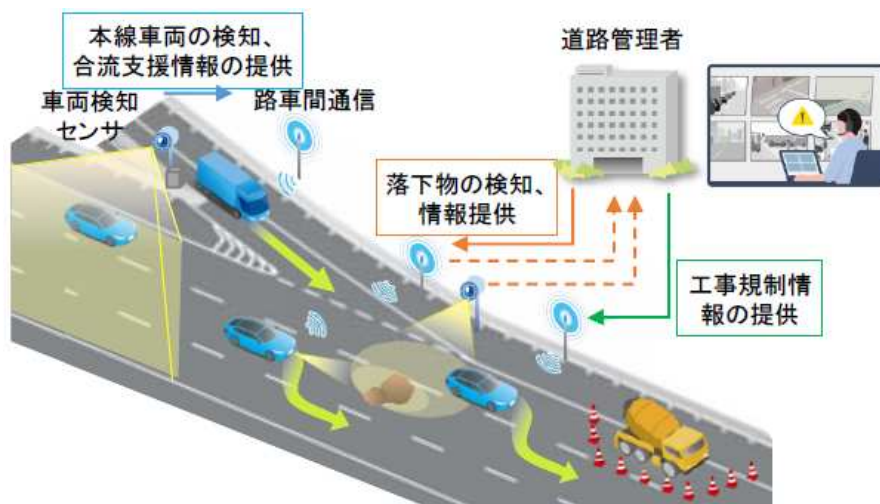 本線車両の検知、
合流支援情報の提供
車両検知
センサ
路車間通信
道路管理者
落下物の検知、
情報提供
工事規制情
報の提供